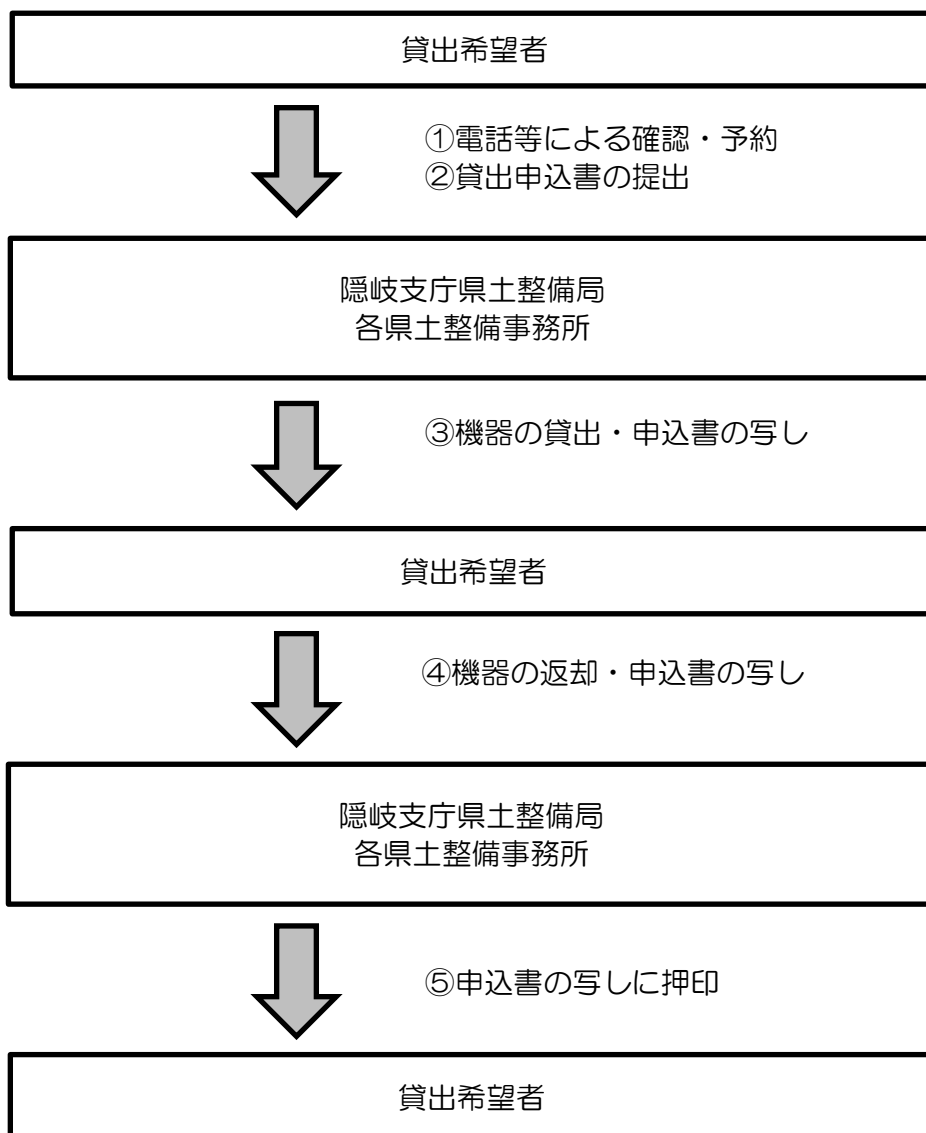 貸出希望者
①電話等による確認・予約
②貸出申込書の提出
隠岐支庁県土整備局
各県土整備事務所
③機器の貸出・申込書の写し
貸出希望者
④機器の返却・申込書の写し
隠岐支庁県土整備局
各県土整備事務所
⑤申込書の写しに押印
貸出希望者